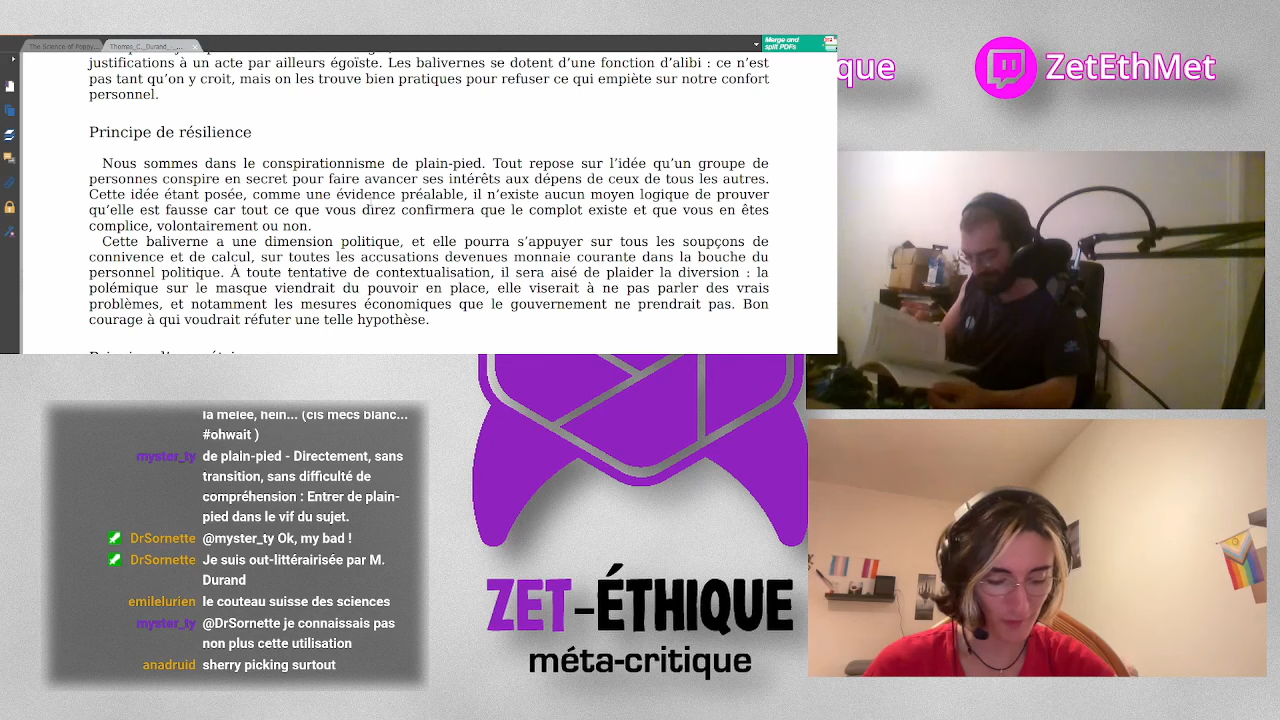 The Science of Poppy...
Thomas_C._Durand_-_...
Merge and
split PDFs
justifications à un acte par ailleurs égoïste. Les balivernes se dotent d’une fonction d’alibi : ce n’est
pas tant qu’on y croit, mais on les trouve bien pratiques pour refuser ce qui empiète sur notre confort
personnel.
Principe de résilience
Nous sommes dans le conspirationnisme de plain-pied. Tout repose sur l’idée qu’un groupe de
personnes conspire en secret pour faire avancer ses intérêts aux dépens de ceux de tous les autres.
Cette idée étant posée, comme une évidence préalable, il n’existe aucun moyen logique de prouver
qu’elle est fausse car tout ce que vous direz confirmera que le complot existe et que vous en êtes
complice, volontairement ou non.
Cette baliverne a une dimension politique, et elle pourra s’appuyer sur tous les soupçons de
connivence et de calcul, sur toutes les accusations devenues monnaie courante dans la bouche du
personnel politique. À toute tentative de contextualisation, il sera aisé de plaider la diversion : la
polémique sur le masque viendrait du pouvoir en place, elle viserait à ne pas parler des vrais
problèmes, et notamment les mesures économiques que le gouvernement ne prendrait pas. Bon
courage à qui voudrait réfuter une telle hypothèse.
que
ZetEthMet
la mêlée, hein... (cis mecs blanc...
#ohwait )
myster_ty de plain-pied - Directement, sans
transition, sans difficulté de
compréhension : Entrer de plain-
pied dans le vif du sujet.
DrSornette @myster_ty Ok, my bad !
DrSornette Je suis out-littérairisée par M.
Durand
emilelurien le couteau suisse des sciences
myster_ty @DrSornette je connaissais pas
non plus cette utilisation
anadruid sherry picking surtout
ZET-ÉTHIQUE
méta-critique